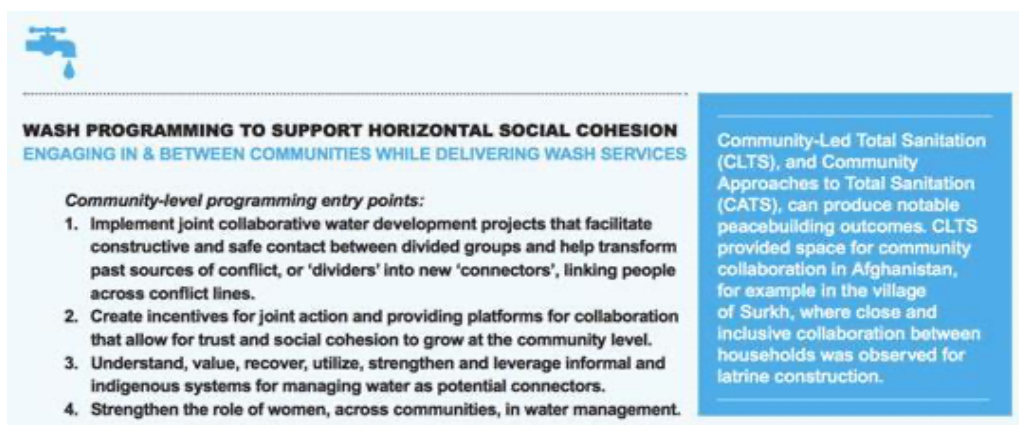 WASH PROGRAMMING TO SUPPORT HORIZONTAL SOCIAL COHESION
ENGAGING IN & BETWEEN COMMUNITIES WHILE DELIVERING WASH SERVICES
Community-level programming entry points:
1. Implement joint collaborative water development projects that facilitate
constructive and safe contact between divided groups and help transform
past sources of conflict, or ‘dividers’ into new ‘connectors’, linking people
across conflict lines.
2. Create incentives for joint action and providing platforms for collaboration
that allow for trust and social cohesion to grow at the community level.
3. Understand, value, recover, utilize, strengthen and leverage informal and
indigenous systems for managing water as potential connectors.
4. Strengthen the role of women, across communities, in water management.
Community-Led Total Sanitation
(CLTS), and Community
Approaches to Total Sanitation
(CATS), can produce notable
peacebuilding outcomes. CLTS
provided space for community
collaboration in Afghanistan,
for example in the village
of Surkh, where close and
inclusive collaboration between
households was observed for
latrine construction.